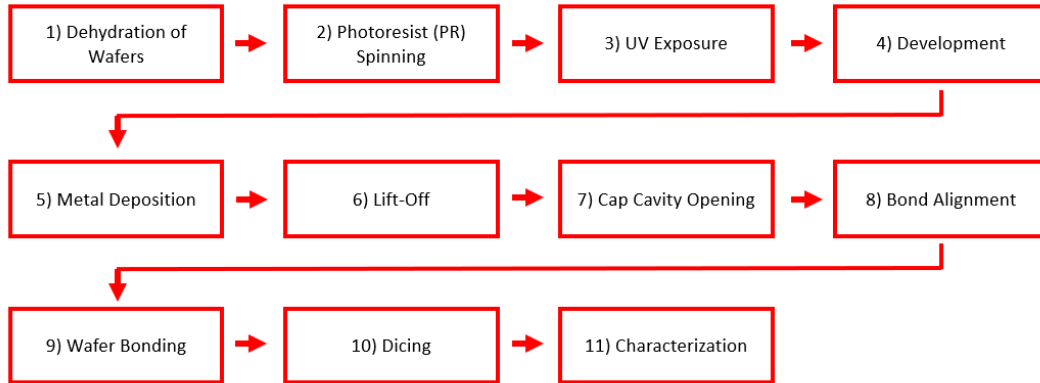 1) Dehydration of
Wafers
2) Photoresist (PR)
Spinning
3) UV Exposure
4) Development
5) Metal Deposition
6) Lift-Off
7) Cap Cavity Opening
8) Bond Alignment
9) Wafer Bonding
10) Dicing
11) Characterization